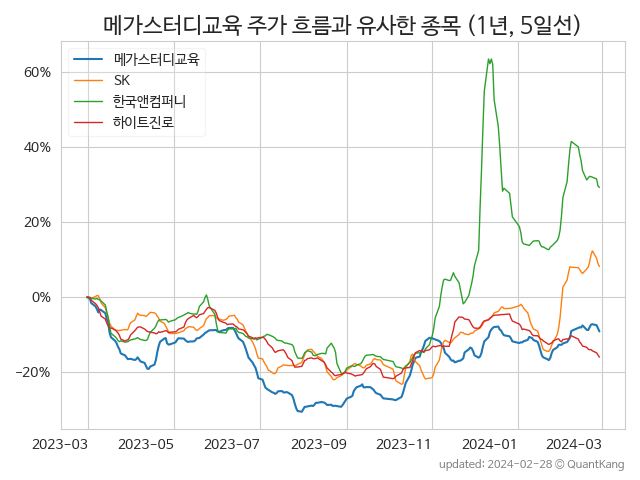 메가스터디교육 주가 흐름과 유사한 종목 (1년, 5일선)
메가스터디교육
SK
한국앤컴퍼니
하이트진로
60%
40%
20%
0%
−20%
2023−03 2023−05 2023−07 2023−09 2023−11 2024−01 2024−03
updated: 2024−02−28 © QuantKang